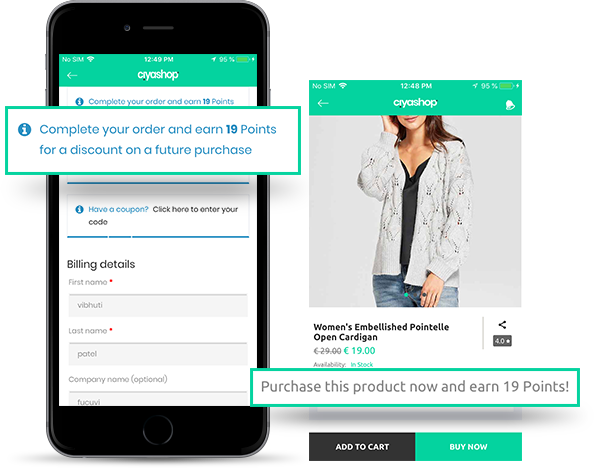 No SIM 12:49 PM 95 %
ciyashop
Complete your order and earn 19 Points
Complete your order and earn 19 Points
for a discount on a future purchase
Have a coupon? Click here to enter your
code
Billing details
First name *
vibhuti
Last name *
patel
Company name (optional)
fucuvi
No SIM 12:48 PM 95 %
ciyashop
Women's Embellished Pointelle
Open Cardigan
€ 29.00 € 19.00
4.0
Availability: In Stock
Purchase this product now and earn 19 Points!
ADD TO CART BUY NOW